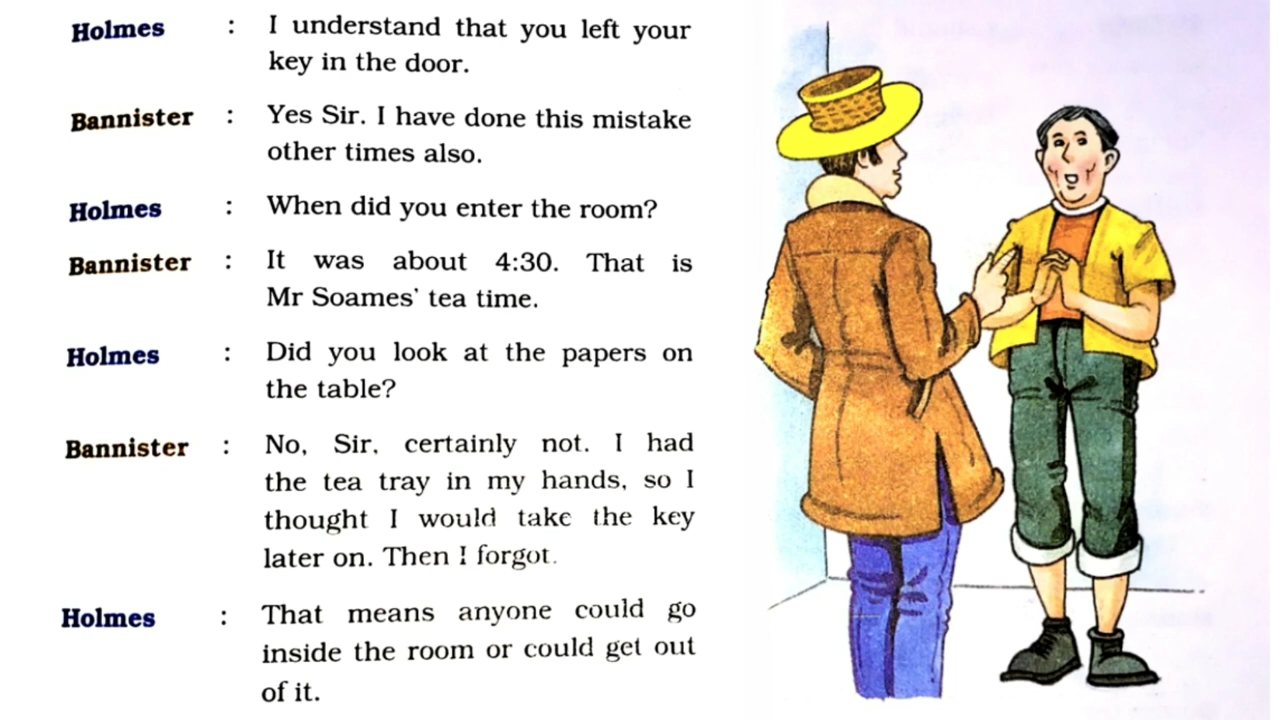 Holmes : I understand that you left your
key in the door.
Bannister : Yes Sir. I have done this mistake
other times also.
Holmes : When did you enter the room?
Bannister : It was about 4:30. That is
Mr Soames' tea time.
Holmes : Did you look at the papers on
the table?
Bannister : No, Sir, certainly not. I had
the tea tray in my hands, so I
thought I would take the key
later on. Then I forgot.
Holmes : That means anyone could go
inside the room or could get out
of it.